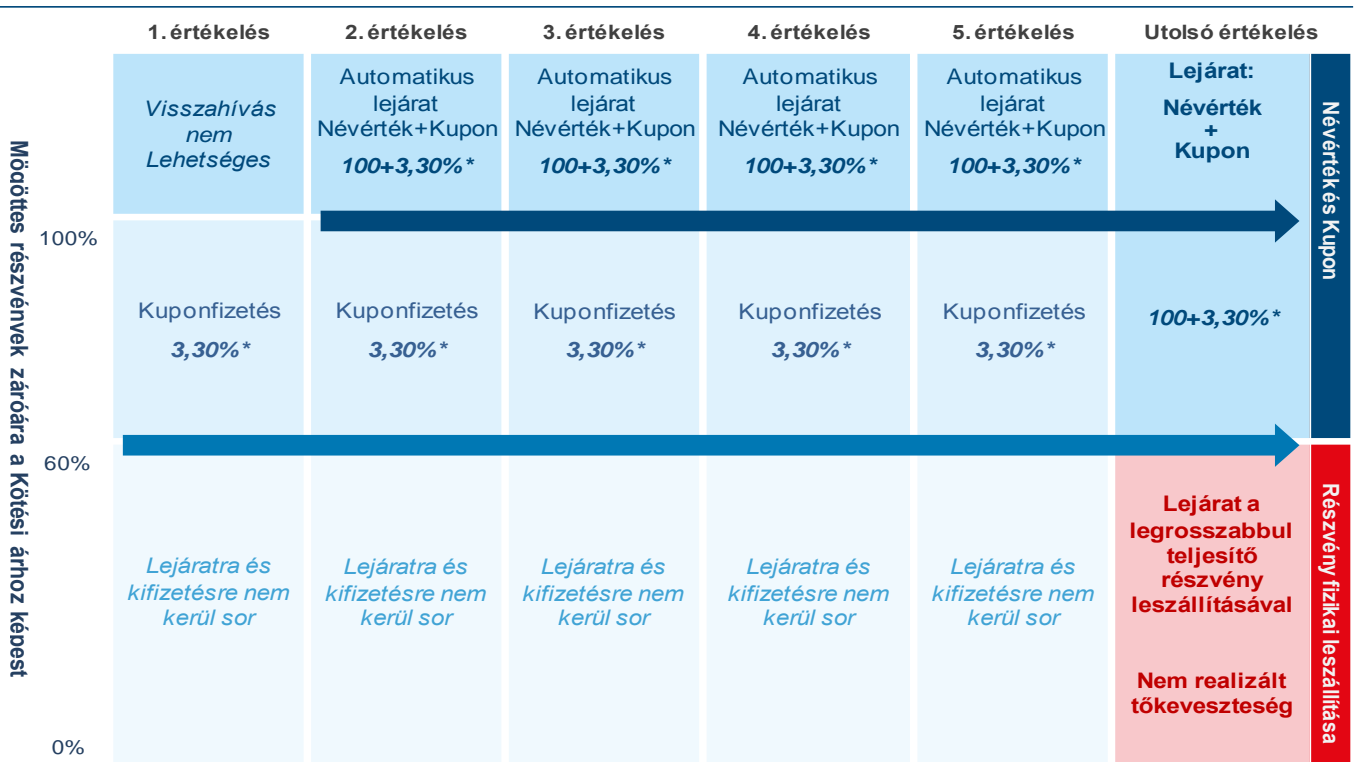 1. értékelés
2. értékelés
3. értékelés
4. értékelés
5. értékelés
Utolsó értékelés
Mögöttes részvények záróára a Kötési árhoz képest
100%
60%
0%
Visszahívás
nem
Lehetséges
Automatikus
lejárat
Névérték+Kupon
100+3,30%*
Automatikus
lejárat
Névérték+Kupon
100+3,30%*
Automatikus
lejárat
Névérték+Kupon
100+3,30%*
Automatikus
lejárat
Névérték+Kupon
100+3,30%*
Lejárat:
Névérték
+
Kupon
100+3,30%*
Névérték és Kupon
Kuponfizetés
3,30%*
Kuponfizetés
3,30%*
Kuponfizetés
3,30%*
Kuponfizetés
3,30%*
Kuponfizetés
3,30%*
Lejáratra és
kifizetésre nem
kerül sor
Lejáratra és
kifizetésre nem
kerül sor
Lejáratra és
kifizetésre nem
kerül sor
Lejáratra és
kifizetésre nem
kerül sor
Lejáratra és
kifizetésre nem
kerül sor
Lejárat a
legrosszabbul
teljesítő
részvény
leszállításával
Nem realizált
tőkeveszteség
Részvény fizikai leszállítása